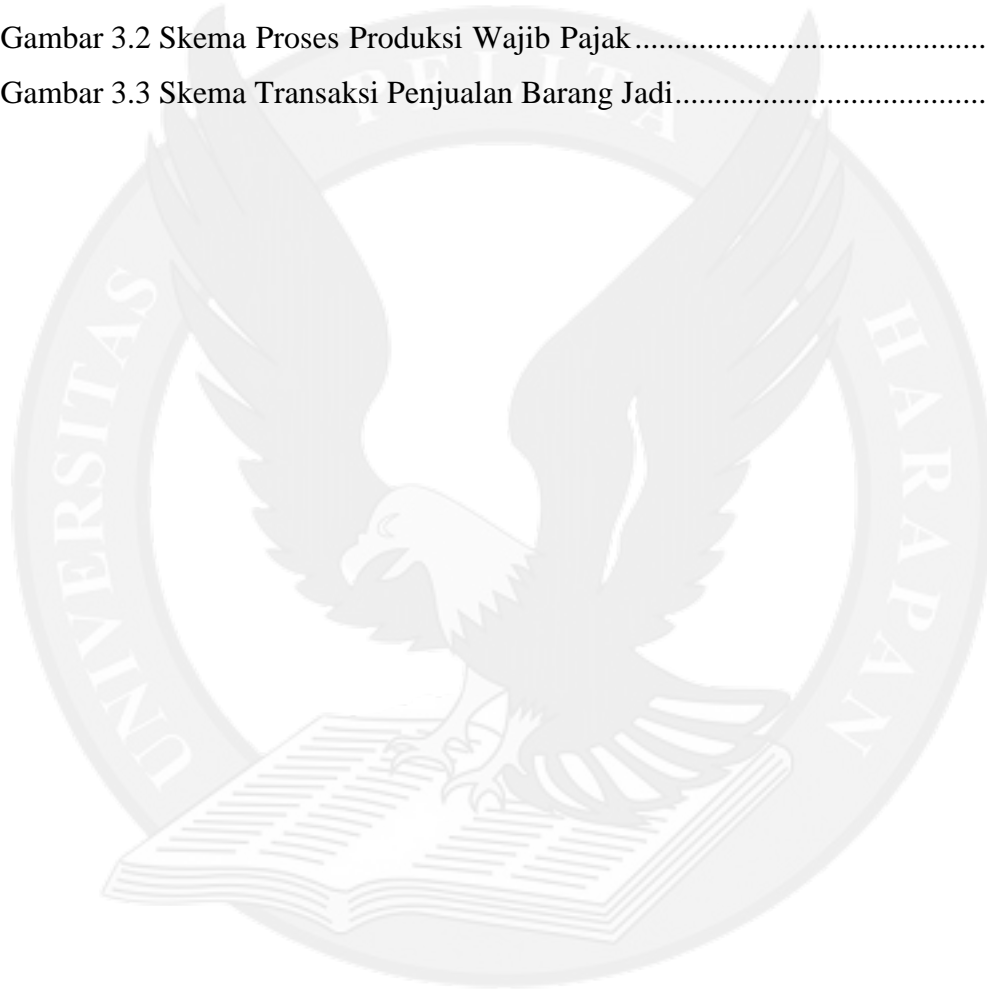 Gambar 3.2 Skema Proses Produksi Wajib Pajak........................................
Gambar 3.3 Skema Transaksi Penjualan Barang Jadi...................................
UNIVERSITAS PELITA HARAPAN